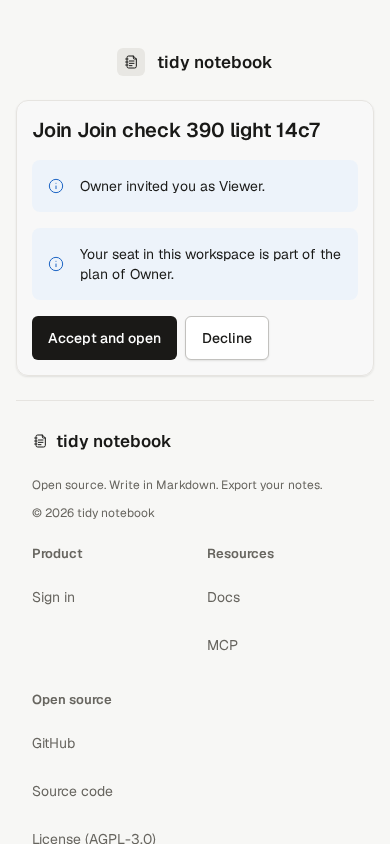 tidy notebook
Join Join check 390 light 14c7
Owner invited you as Viewer.
Your seat in this workspace is part of the
plan of Owner.
Accept and open
Decline
tidy notebook
Open source. Write in Markdown. Export your notes.
© 2026 tidy notebook
Product
Resources
Sign in
Docs
MCP
Open source
GitHub
Source code
License (AGPL-3.0)